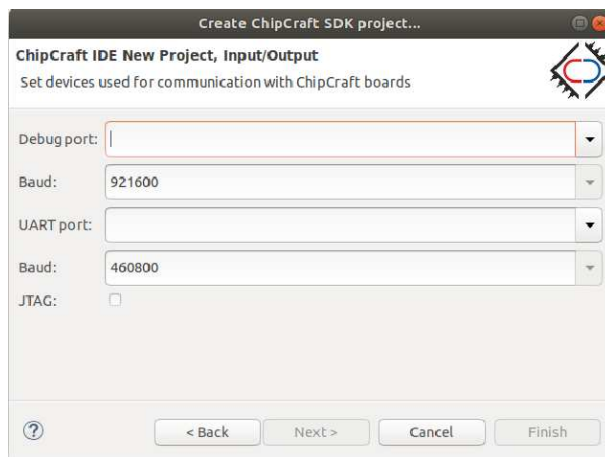 Create ChipCraft SDK project...
ChipCraft IDE New Project, Input/Output
Set devices used for communication with ChipCraft boards
Debug port:
Baud: 921600
UART port:
Baud: 460800
JTAG:
< Back Next > Cancel Finish